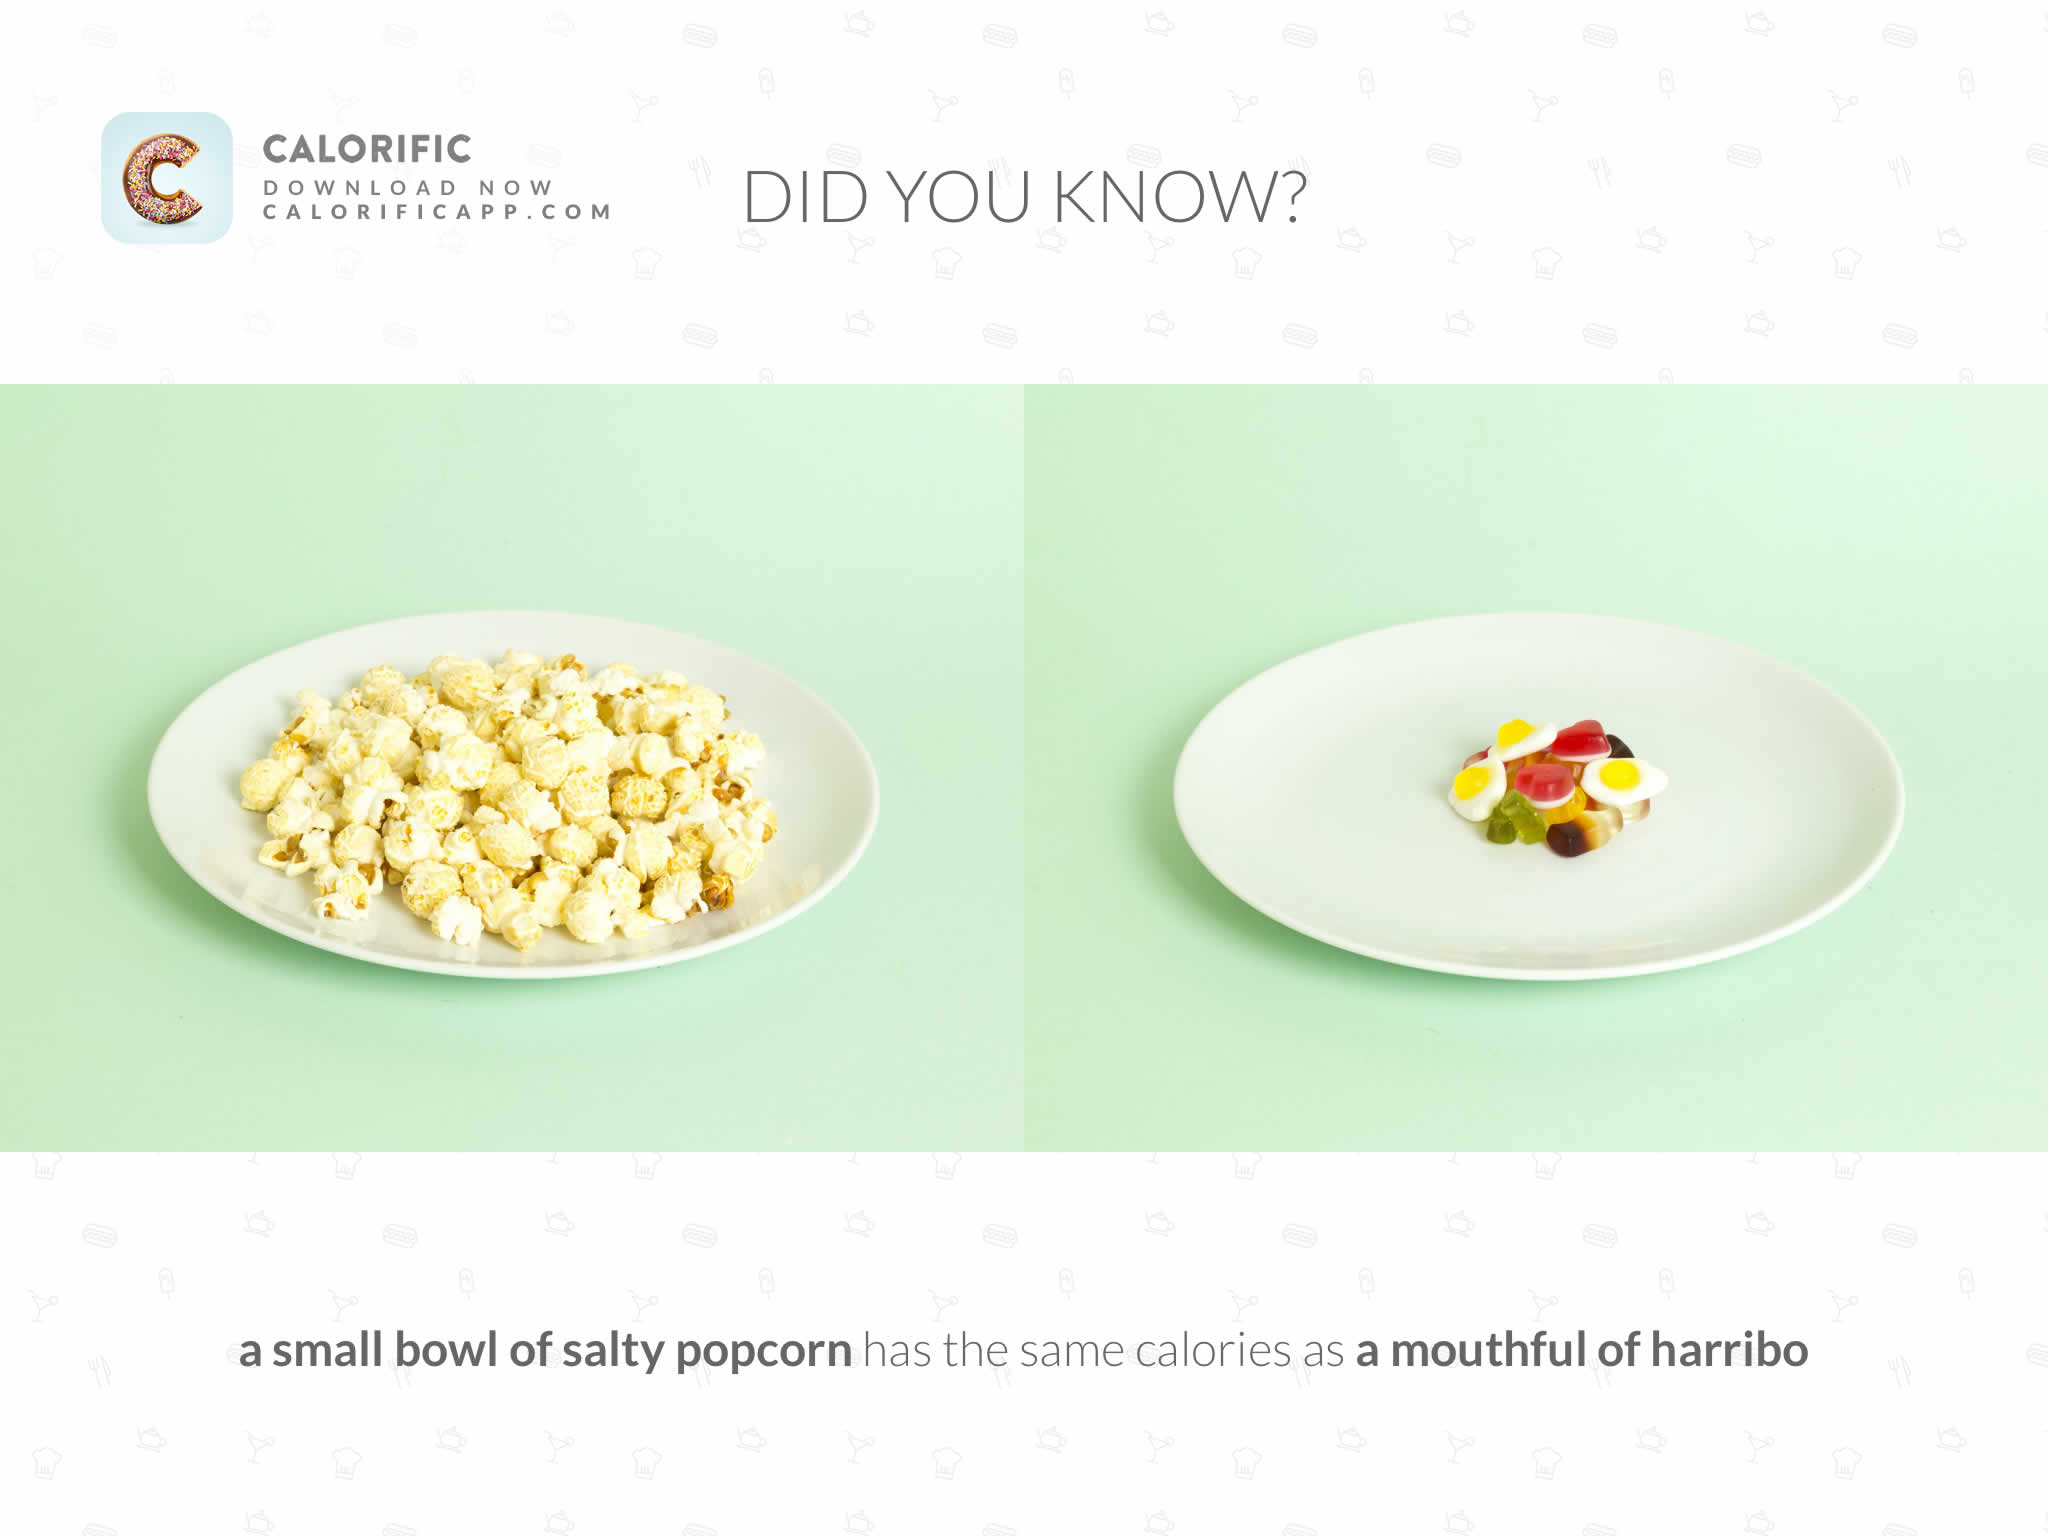 CALORIFIC
DOWNLOAD NOW
CALORIFICAPP.COM
DID YOU KNOW?
a small bowl of salty popcorn has the same calories as a mouthful of harribo